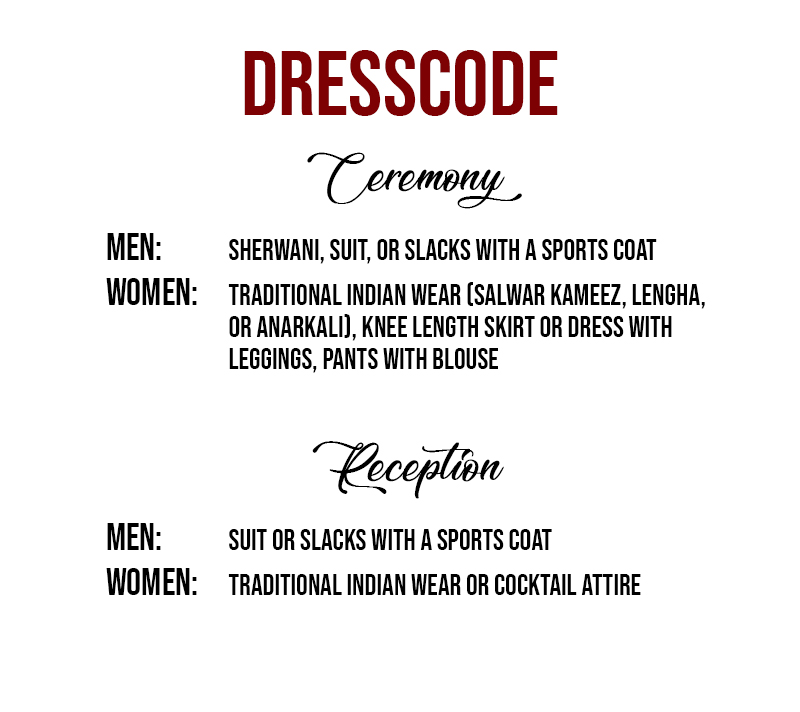 DRESSCODE
Ceremony
MEN: SHERWANI, SUIT, OR SLACKS WITH A SPORTS COAT
WOMEN: TRADITIONAL INDIAN WEAR (SALWAR KAMEEZ, LENGHA,
OR ANARKALI), KNEE LENGTH SKIRT OR DRESS WITH
LEGGINGS, PANTS WITH BLOUSE
Reception
MEN: SUIT OR SLACKS WITH A SPORTS COAT
WOMEN: TRADITIONAL INDIAN WEAR OR COCKTAIL ATTIRE